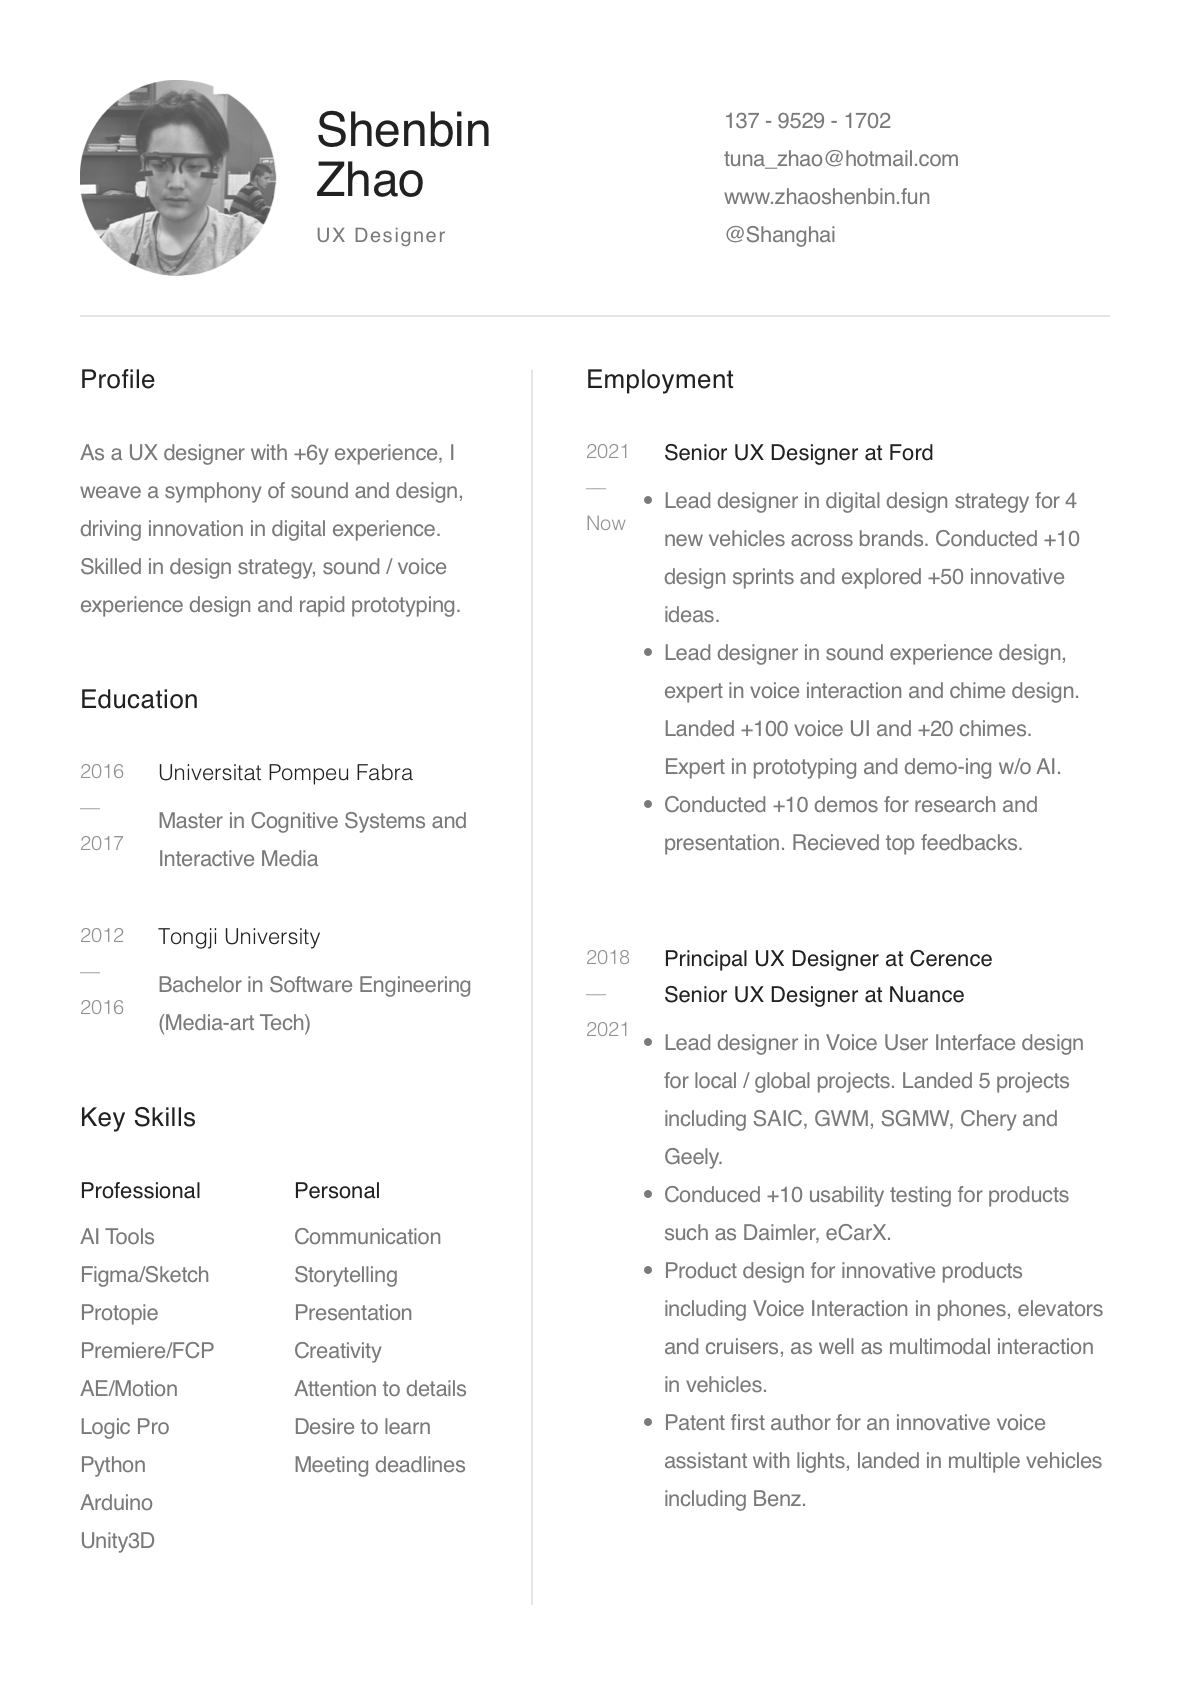 Shenbin
Zhao
UX Designer
137 - 9529 - 1702
tuna_zhao@hotmail.com
www.zhaoshenbin.fun
@Shanghai
Profile
As a UX designer with +6y experience, I
weave a symphony of sound and design,
driving innovation in digital experience.
Skilled in design strategy, sound / voice
experience design and rapid prototyping.
Education
2016
—
2017
Universitat Pompeu Fabra
Master in Cognitive Systems and
Interactive Media
2012
—
2016
Tongji University
Bachelor in Software Engineering
(Media-art Tech)
Key Skills
Professional
AI Tools
Figma/Sketch
Protopie
Premiere/FCP
AE/Motion
Logic Pro
Python
Arduino
Unity3D
Personal
Communication
Storytelling
Presentation
Creativity
Attention to details
Desire to learn
Meeting deadlines
Employment
2021
—
Now
Senior UX Designer at Ford
• Lead designer in digital design strategy for 4
new vehicles across brands. Conducted +10
design sprints and explored +50 innovative
ideas.
• Lead designer in sound experience design,
expert in voice interaction and chime design.
Landed +100 voice UI and +20 chimes.
Expert in prototyping and demo-ing w/o AI.
• Conducted +10 demos for research and
presentation. Recieved top feedbacks.
2018
—
2021
Principal UX Designer at Cerence
Senior UX Designer at Nuance
• Lead designer in Voice User Interface design
for local / global projects. Landed 5 projects
including SAIC, GWM, SGMW, Chery and
Geely.
• Conduced +10 usability testing for products
such as Daimler, eCarX.
• Product design for innovative products
including Voice Interaction in phones, elevators
and cruisers, as well as multimodal interaction
in vehicles.
• Patent first author for an innovative voice
assistant with lights, landed in multiple vehicles
including Benz.